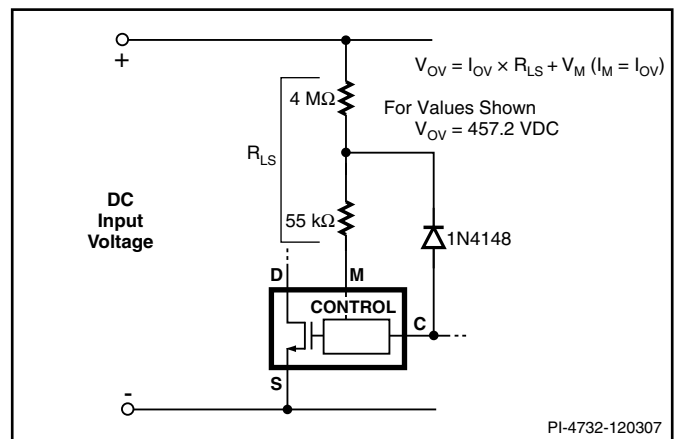 +
V_OV = I_OV × R_LS + V_M (I_M = I_OV)
4 MΩ
For Values Shown
V_OV = 457.2 VDC
R_LS
DC
Input
Voltage
55 kΩ
1N4148
D
M
CONTROL
C
S
-
PI-4732-120307